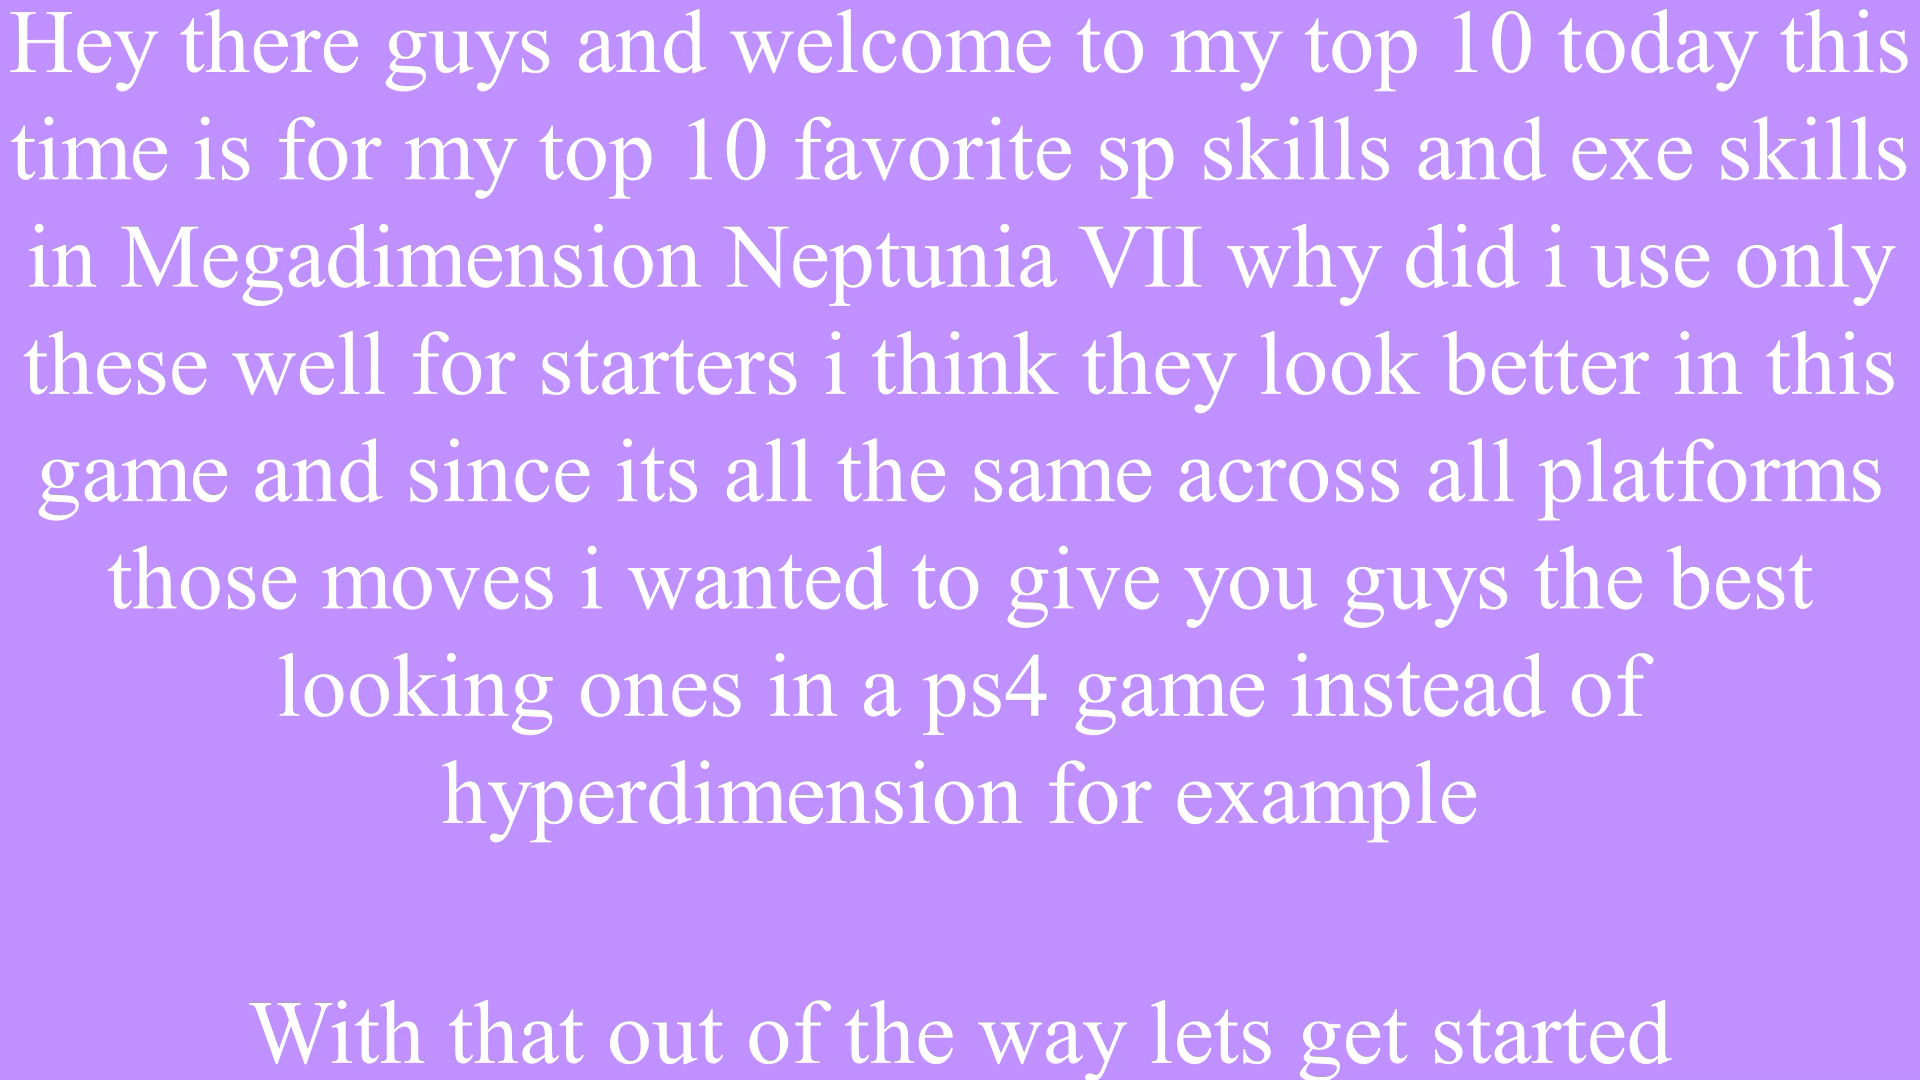 Hey there guys and welcome to my top 10 today this
time is for my top 10 favorite sp skills and exe skills
in Megadimension Neptunia VII why did i use only
these well for starters i think they look better in this
game and since its all the same across all platforms
those moves i wanted to give you guys the best
looking ones in a ps4 game instead of
hyperdimension for example
With that out of the way lets get started